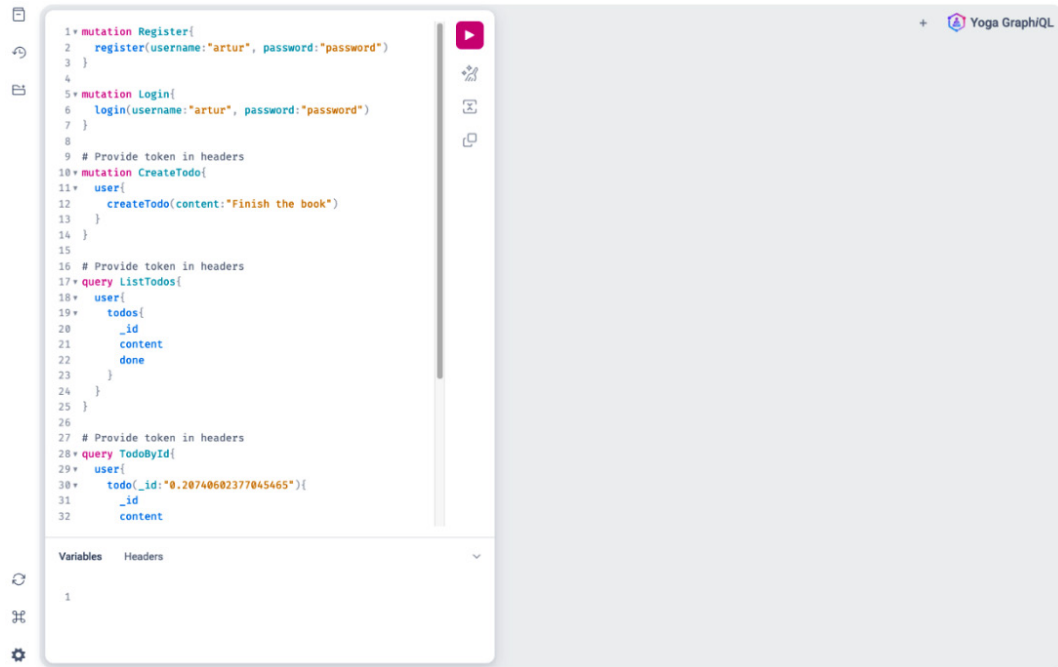 + Yoga GraphiQL
1 mutation Register{
2 register(username:"artur", password:"password")
3 }
4
5 mutation Login{
6 login(username:"artur", password:"password")
7 }
8
9 # Provide token in headers
10 mutation CreateTodo{
11 user{
12 createTodo(content:"Finish the book")
13 }
14 }
15
16 # Provide token in headers
17 query ListTodos{
18 user{
19 todos{
20 _id
21 content
22 done
23 }
24 }
25 }
26
27 # Provide token in headers
28 query TodoById{
29 user{
30 todo(_id:"0.20740602377045465"){
31 _id
32 content
Variables Headers
1